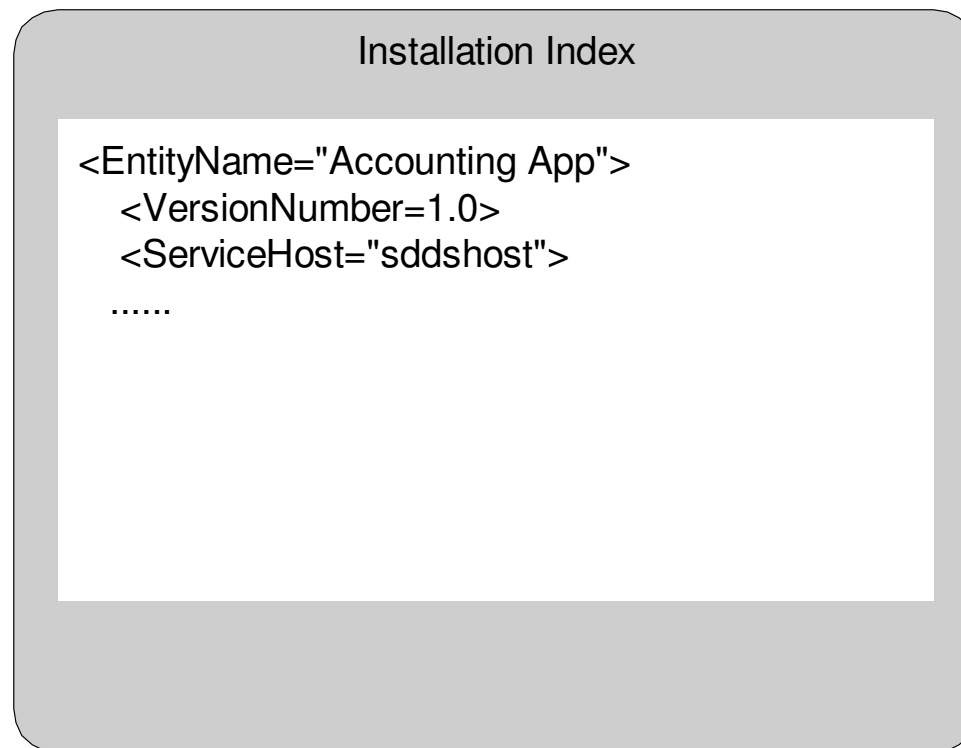 Installation Index
<EntityName="Accounting App">
<VersionNumber=1.0>
<ServiceHost="sddshost">
......